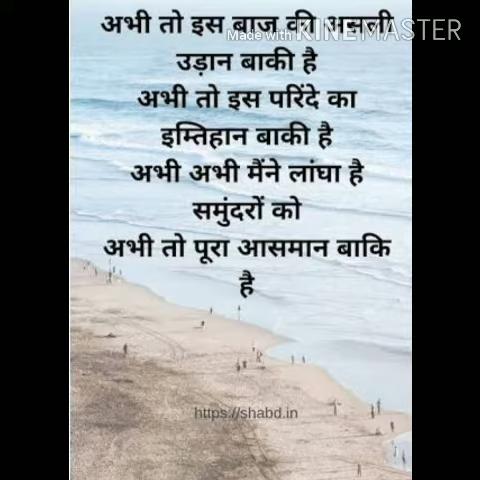 अभी तो इस बाज की असली
Made with KINEMASTER
उड़ान बाकी है
अभी तो इस परिंदे का
इम्तिहान बाकी है
अभी अभी मैंने लांघा है
समुंदरों को
अभी तो पूरा आसमान बाकि
है
https://shabd.in